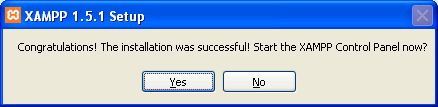 XAMPP 1.5.1 Setup
Congratulations! The installation was successful! Start the XAMPP Control Panel now?
Yes No